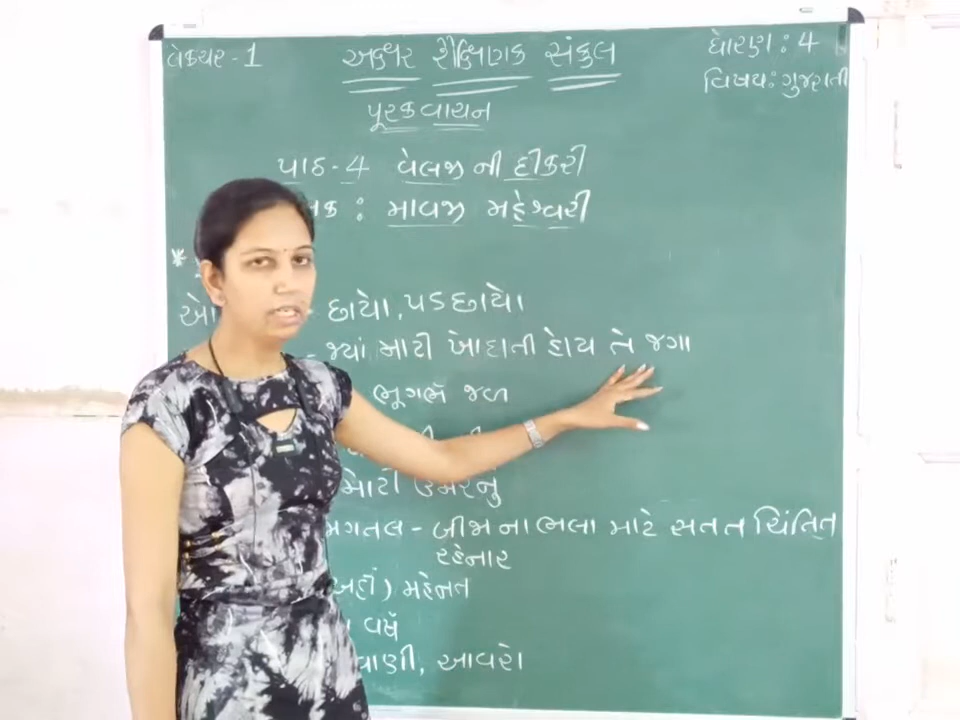 લેક્ચર - 1
અક્ષર શૈક્ષણિક સંકુલ
ધોરણ : 4
વિષય : ગુજરાતી
પૂરકવાચન
પાઠ - 4 વેલજી ની દીકરી
: માવજી મહેશ્વરી
*
- છાયો, પડછાયો
- જ્યાં માટી ખોદાતી હોય તે જગા
ભૂગર્ભ જળ
મોટી ઉંમરનું
- બીજા ના ભલા માટે સતત ચિંતિત
રહેનાર
મહેનત
વર્ષ
વાણી, આવરો